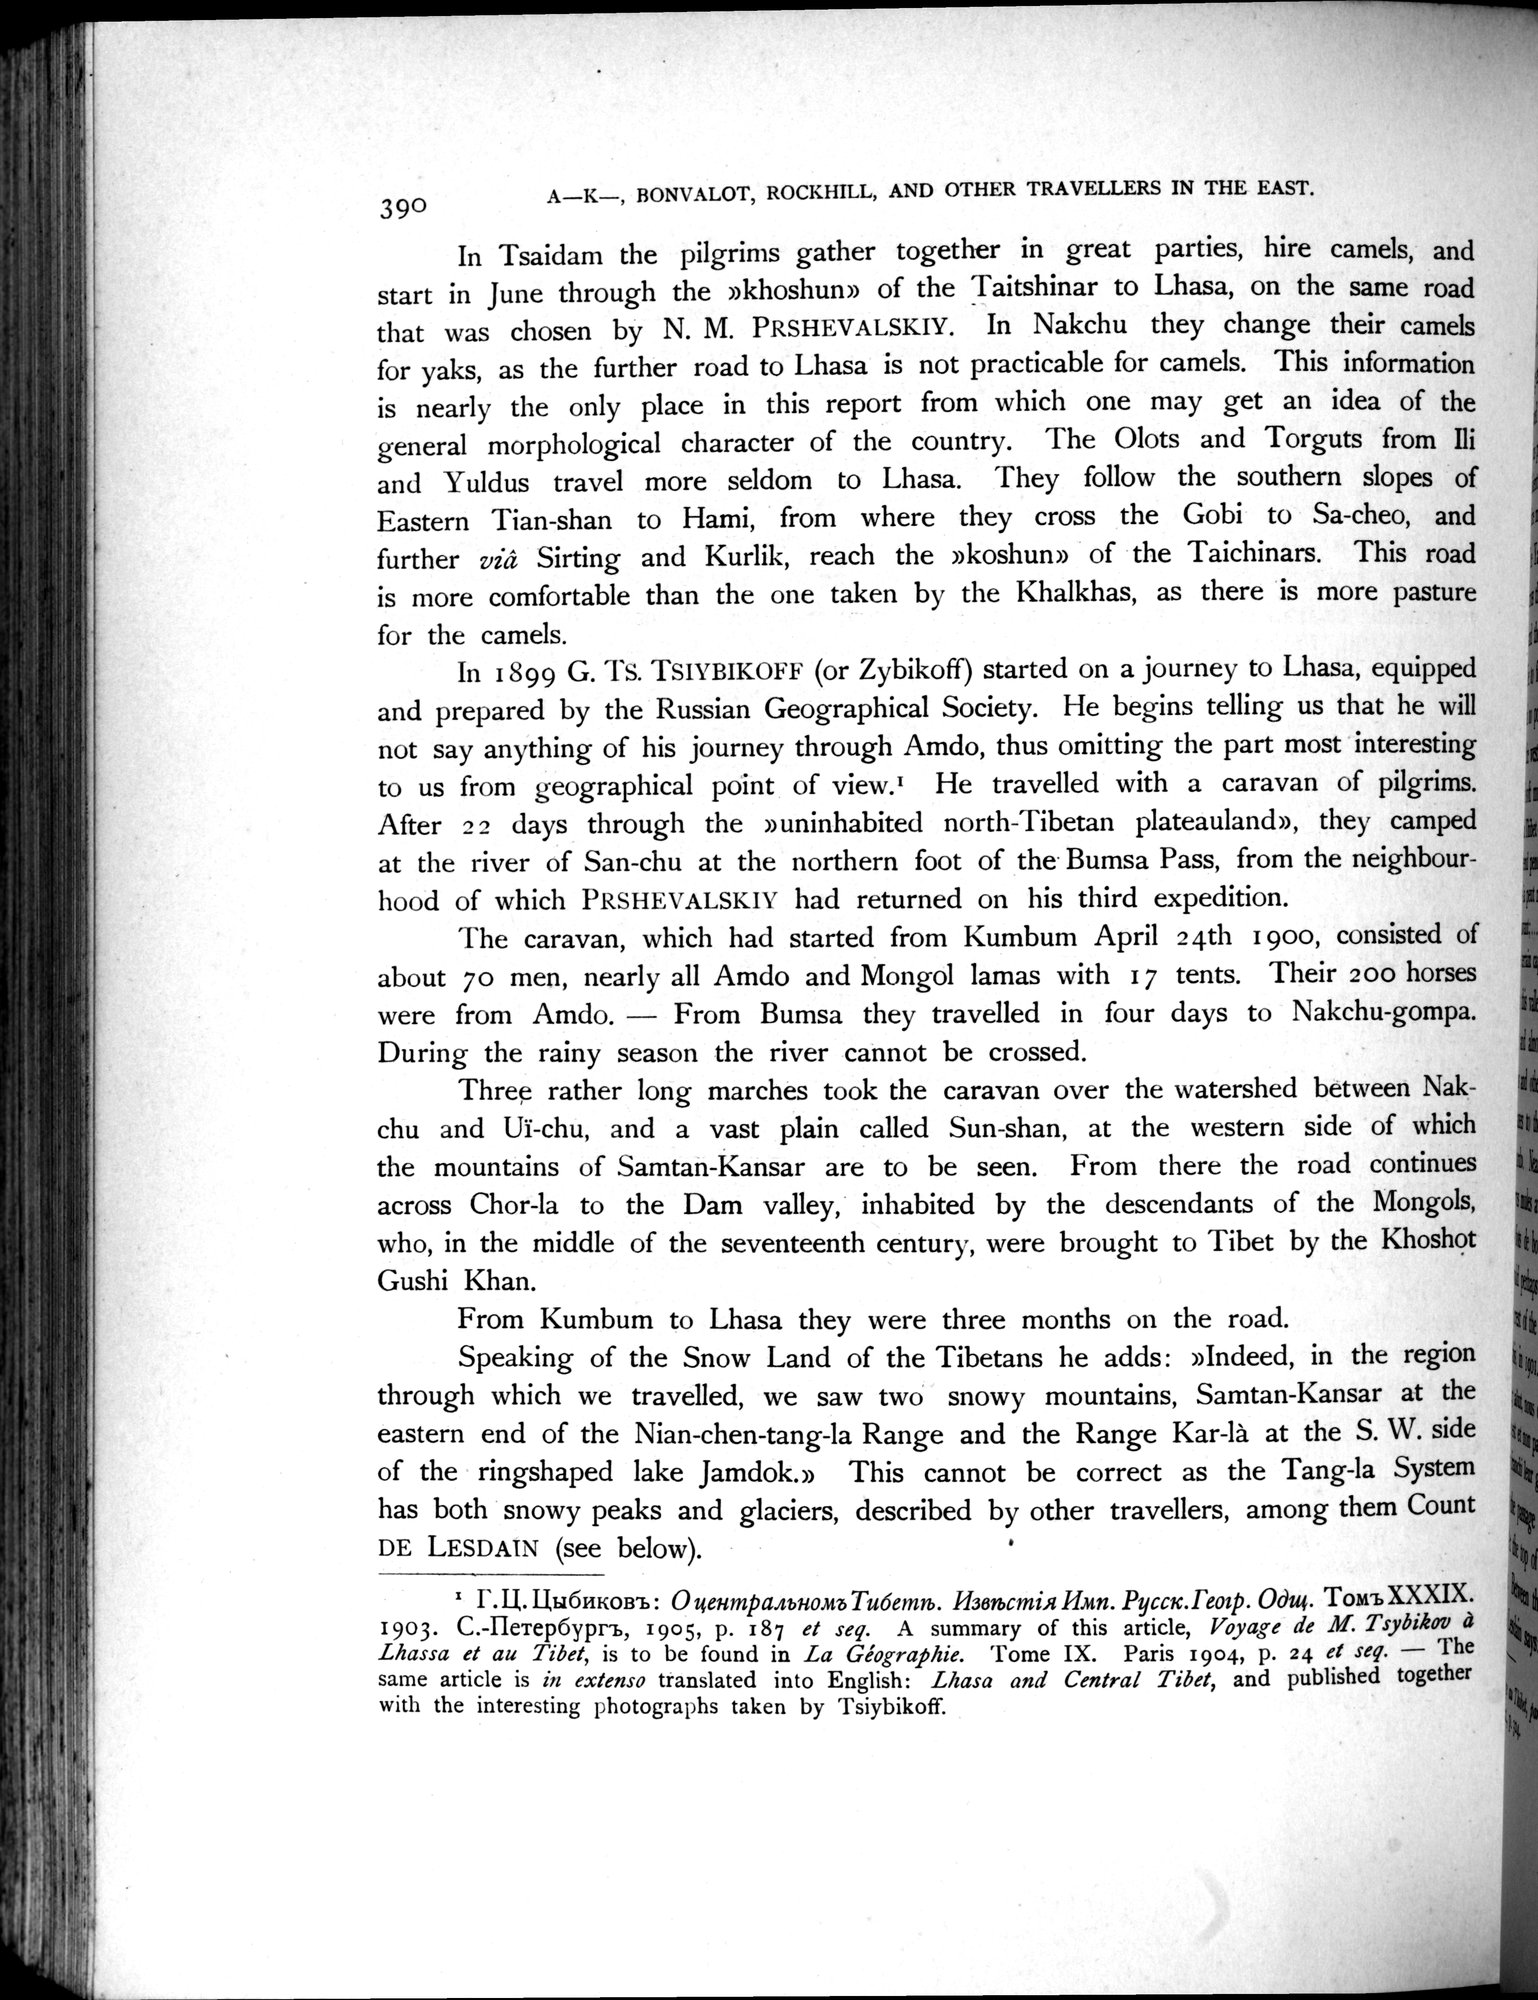 390 A—K—, BONVALOT, ROCKHILL, AND OTHER TRAVELLERS IN THE EAST.
In Tsaidam the pilgrims gather together in great parties, hire camels, and
start in June through the »khoshun» of the Taitshinar to Lhasa, on the same road
that was chosen by N. M. PRSHEVALSKIY. In Nakchu they change their camels
for yaks, as the further road to Lhasa is not practicable for camels. This information
is nearly the only place in this report from which one may get an idea of the
general morphological character of the country. The Olots and Torguts from Ili
and Yuldus travel more seldom to Lhasa. They follow the southern slopes of
Eastern Tian-shan to Hami, from where they cross the Gobi to Sa-cheo, and
further viâ Sirting and Kurlik, reach the »koshun» of the Taichinars. This road
is more comfortable than the one taken by the Khalkhas, as there is more pasture
for the camels.
In 1899 G. TS. TSIYBIKOFF (or Zybikoff) started on a journey to Lhasa, equipped
and prepared by the Russian Geographical Society. He begins telling us that he will
not say anything of his journey through Amdo, thus omitting the part most interesting
to us from geographical point of view.¹ He travelled with a caravan of pilgrims.
After 22 days through the »uninhabited north-Tibetan plateauland», they camped
at the river of San-chu at the northern foot of the Bumsa Pass, from the neighbour-
hood of which PRSHEVALSKIY had returned on his third expedition.
The caravan, which had started from Kumbum April 24th 1900, consisted of
about 70 men, nearly all Amdo and Mongol lamas with 17 tents. Their 200 horses
were from Amdo. — From Bumsa they travelled in four days to Nakchu-gompa.
During the rainy season the river cannot be crossed.
Three rather long marches took the caravan over the watershed between Nak-
chu and Uï-chu, and a vast plain called Sun-shan, at the western side of which
the mountains of Samtan-Kansar are to be seen. From there the road continues
across Chor-la to the Dam valley, inhabited by the descendants of the Mongols,
who, in the middle of the seventeenth century, were brought to Tibet by the Khoshot
Gushi Khan.
From Kumbum to Lhasa they were three months on the road.
Speaking of the Snow Land of the Tibetans he adds: »Indeed, in the region
through which we travelled, we saw two snowy mountains, Samtan-Kansar at the
eastern end of the Nian-chen-tang-la Range and the Range Kar-là at the S. W. side
of the ringshaped lake Jamdok.» This cannot be correct as the Tang-la System
has both snowy peaks and glaciers, described by other travellers, among them Count
DE LESDAIN (see below).
¹ Г.Ц.Цыбиковъ: О центральномъ Тибетѣ. Извѣстія Имп. Русск.Геогр. Одщ. Томъ XXXIX.
1903. С.-Петербургъ, 1905, p. 187 et seq. A summary of this article, Voyage de M. Tsybikov à
Lhassa et au Tibet, is to be found in La Géographie. Tome IX. Paris 1904, p. 24 et seq. — The
same article is in extenso translated into English: Lhasa and Central Tibet, and published together
with the interesting photographs taken by Tsiybikoff.